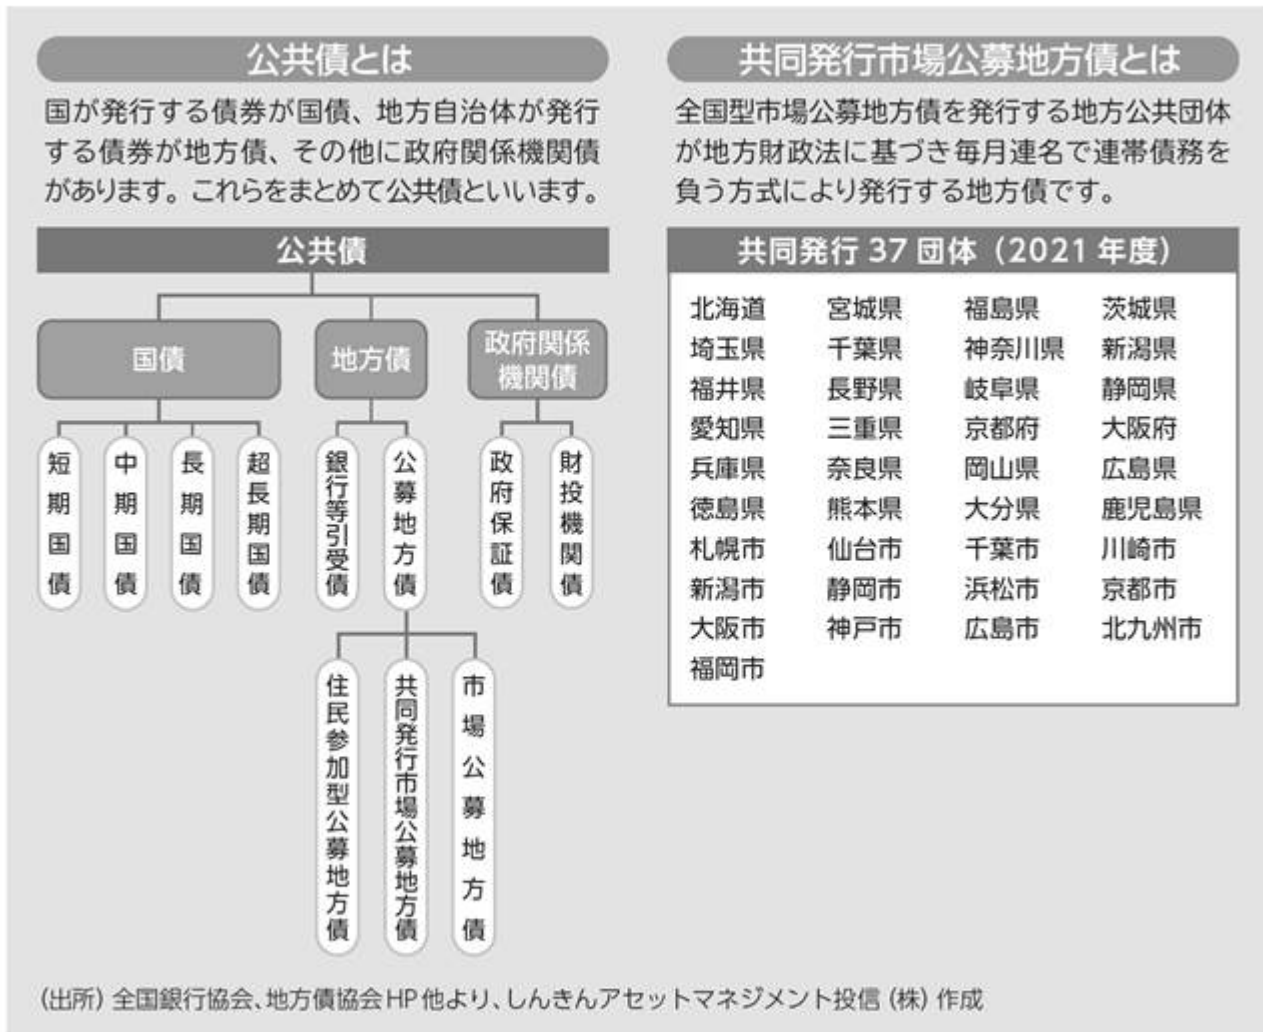 公共債とは
国が発行する債券が国債、地方自治体が発行
する債券が地方債、その他に政府関係機関債
があります。これらをまとめて公共債といいます。
公共債
国債
地方債
政府関係
機関債
短期国債
中期国債
長期国債
超長期国債
銀行等引受債
公募地方債
政府保証債
財投機関債
住民参加型公募地方債
共同発行市場公募地方債
市場公募地方債
共同発行市場公募地方債とは
全国型市場公募地方債を発行する地方公共団体
が地方財政法に基づき毎月連名で連帯債務を
負う方式により発行する地方債です。
共同発行 37 団体（2021 年度）
北海道 宮城県 福島県 茨城県
埼玉県 千葉県 神奈川県 新潟県
福井県 長野県 岐阜県 静岡県
愛知県 三重県 京都府 大阪府
兵庫県 奈良県 岡山県 広島県
徳島県 熊本県 大分県 鹿児島県
札幌市 仙台市 千葉市 川崎市
新潟市 静岡市 浜松市 京都市
大阪市 神戸市 広島市 北九州市
福岡市
（出所）全国銀行協会、地方債協会HP他より、しんきんアセットマネジメント投信（株）作成